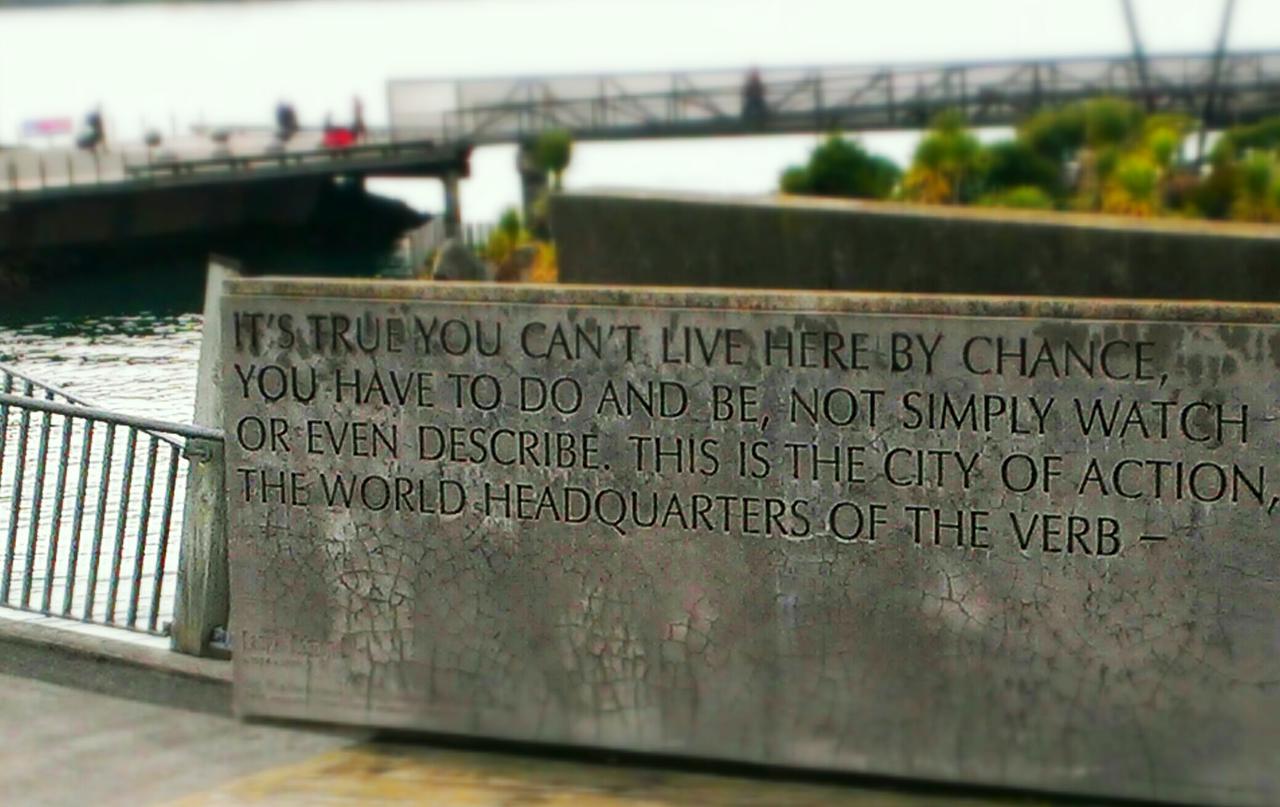 IT'S TRUE YOU CAN'T LIVE HERE BY CHANCE,
YOU HAVE TO DO AND BE, NOT SIMPLY WATCH
OR EVEN DESCRIBE. THIS IS THE CITY OF ACTION,
THE WORLD HEADQUARTERS OF THE VERB –